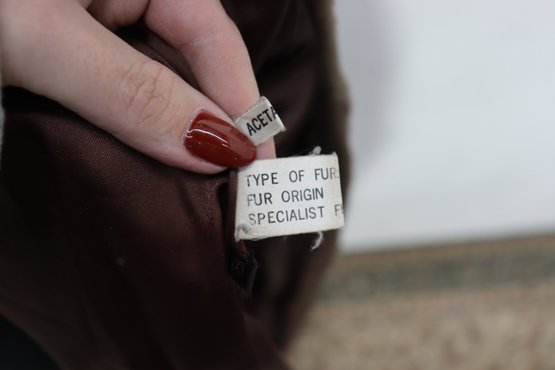 ACETA
TYPE OF FUR
FUR ORIGIN
SPECIALIST F